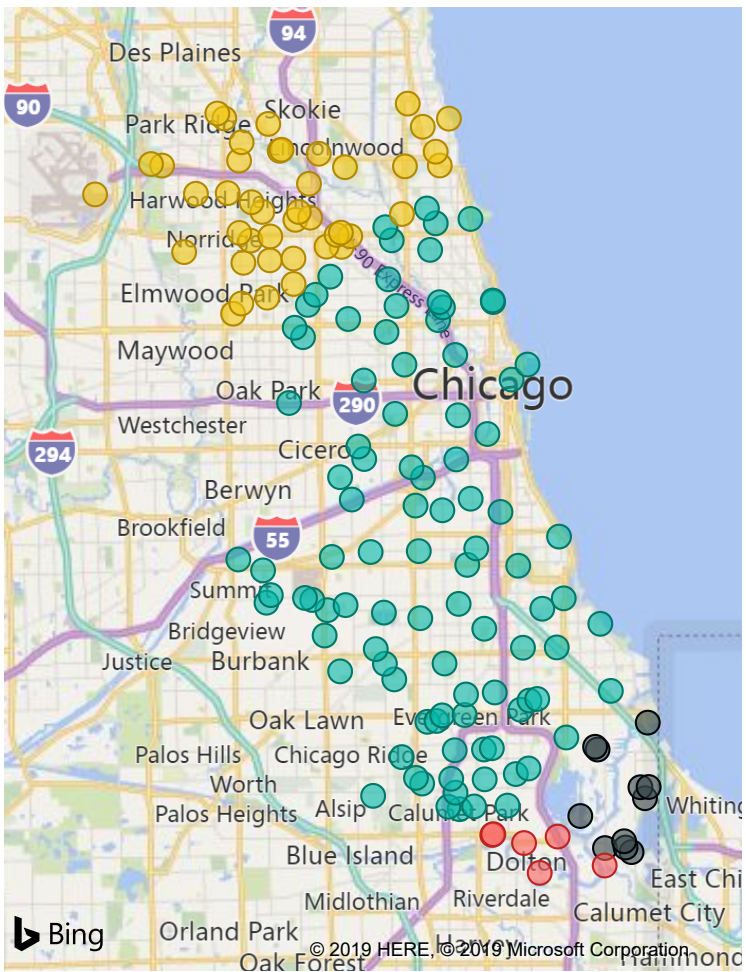 94
Des Plaines
90
Skokie
Park Ridge
Lincolnwood
Harwood Heights
Norridge
90 Express Lane
Elmwood Park
Maywood
Chicago
Oak Park
290
Westchester
294
Cicero
Berwyn
Brookfield
55
Summit
Bridgeview
Justice
Burbank
Oak Lawn
Evergreen Park
Palos Hills
Chicago Ridge
Worth
Whiting
Palos Heights
Alsip
Calumet Park
Blue Island
Dolton
East Chi
Midlothian
Riverdale
Calumet City
Bing
Orland Park
Harvey
© 2019 HERE, © 2019 Microsoft Corporation
Oak Forest
Hammond